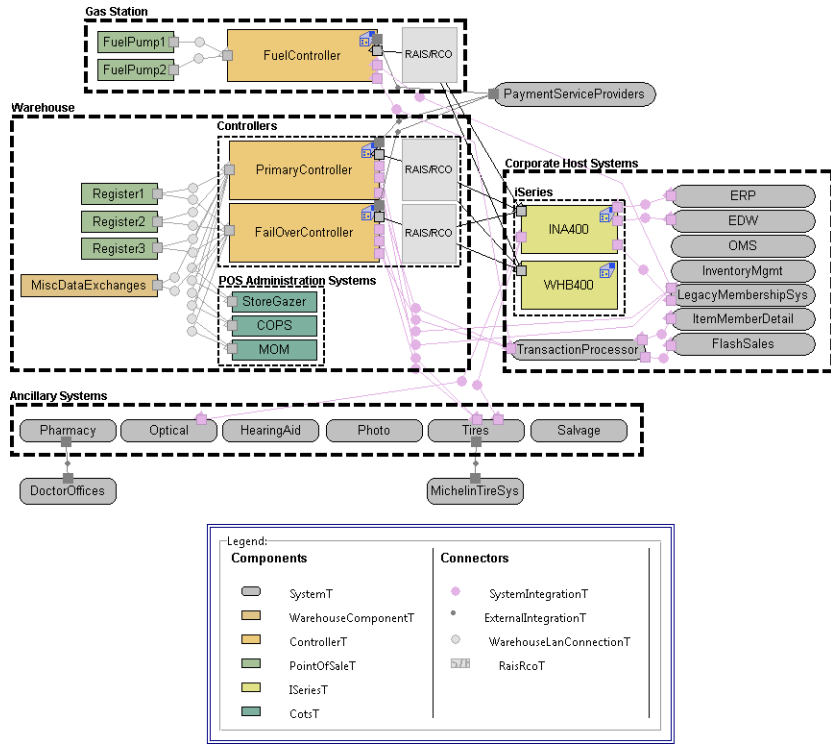 Gas Station
FuelPump1
FuelPump2
FuelController
RAIS/RCO
PaymentServiceProviders
Warehouse
Controllers
PrimaryController
RAIS/RCO
FailOverController
RAIS/RCO
Register1
Register2
Register3
MiscDataExchanges
POS Administration Systems
StoreGazer
COPS
MOM
Corporate Host Systems
iSeries
INA400
WHB400
ERP
EDW
OMS
InventoryMgmt
LegacyMembershipSys
ItemMemberDetail
FlashSales
TransactionProcessor
Ancillary Systems
Pharmacy
Optical
HearingAid
Photo
Tires
Salvage
DoctorOffices
MichelinTireSys
Legend:
Components
SystemT
WarehouseComponentT
ControllerT
PointOfSaleT
ISeriesT
CotsT
Connectors
SystemIntegrationT
ExternalIntegrationT
WarehouseLanConnectionT
RaisRcoT